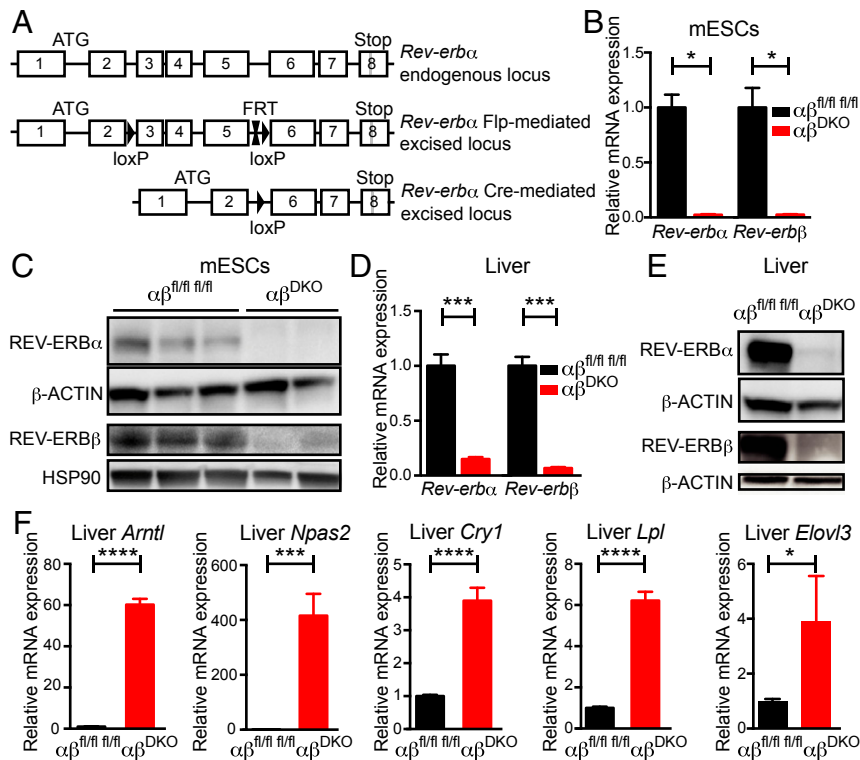 A
ATG Stop
1 2 3 4 5 6 7 8
Rev-erbα
endogenous locus
ATG FRT Stop
1 2 3 4 5 6 7 8
loxP loxP
Rev-erbα Flp-mediated
excised locus
ATG Stop
1 2 6 7 8
loxP
Rev-erbα Cre-mediated
excised locus
B
mESCs
Relative mRNA expression
1.5
1.0
0.5
0.0
* *
αβfl/fl fl/fl
αβDKO
Rev-erbα Rev-erbβ
C
mESCs
αβfl/fl fl/fl αβDKO
REV-ERBα
β-ACTIN
REV-ERBβ
HSP90
D
Liver
Relative mRNA expression
1.5
1.0
0.5
0.0
*** ***
αβfl/fl fl/fl
αβDKO
Rev-erbα Rev-erbβ
E
Liver
αβfl/fl fl/fl αβDKO
REV-ERBα
β-ACTIN
REV-ERBβ
β-ACTIN
F
Liver Arntl
Relative mRNA expression
80
60
40
20
0
****
αβfl/fl fl/fl αβDKO
Liver Npas2
Relative mRNA expression
600
400
200
0
***
αβfl/fl fl/fl αβDKO
Liver Cry1
Relative mRNA expression
5
4
3
2
1
0
****
αβfl/fl fl/fl αβDKO
Liver Lpl
Relative mRNA expression
8
6
4
2
0
****
αβfl/fl fl/fl αβDKO
Liver Elovl3
Relative mRNA expression
8
6
4
2
0
*
αβfl/fl fl/fl αβDKO